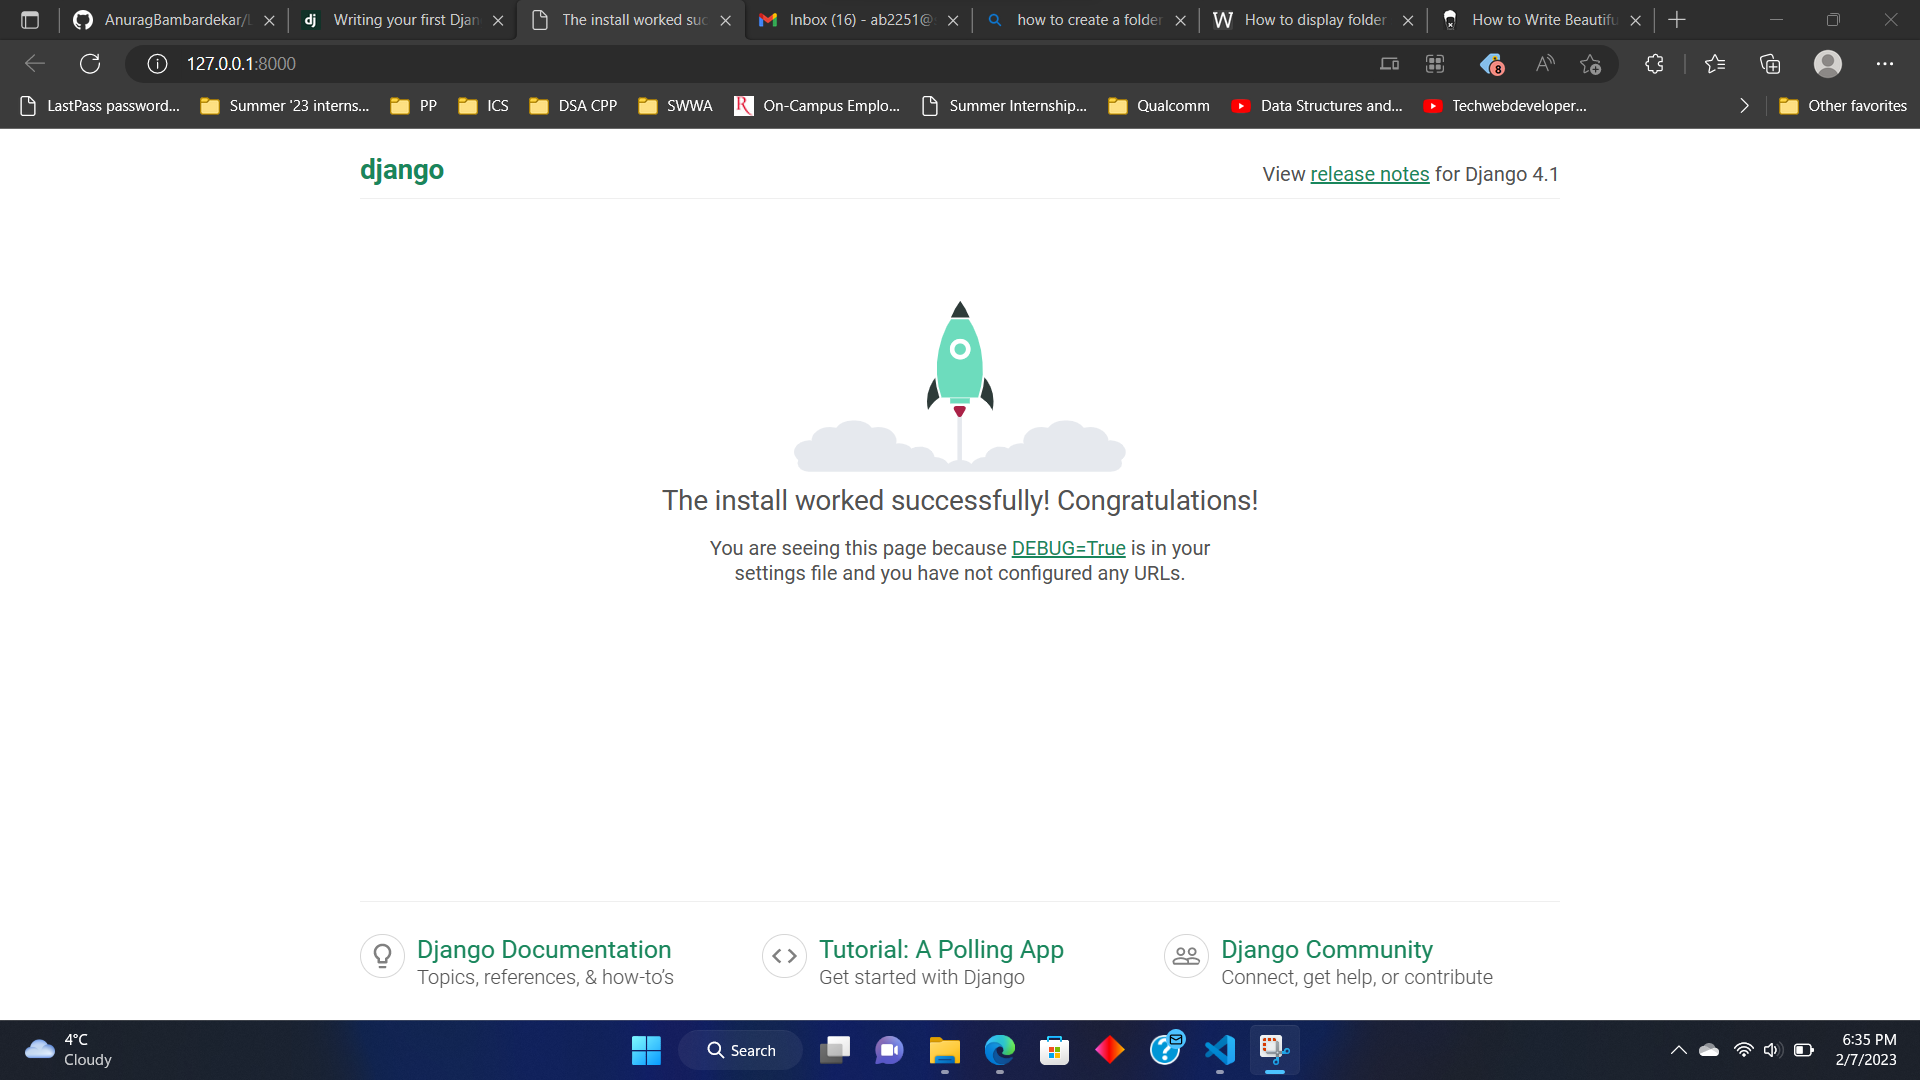 AnuragBambardekar/L
Writing your first Djan
The install worked suc
Inbox (16) - ab2251@
how to create a folder
How to display folder
How to Write Beautifu
127.0.0.1:8000
8
LastPass password...
Summer '23 interns...
PP
ICS
DSA CPP
SWWA
On-Campus Emplo...
Summer Internship...
Qualcomm
Data Structures and...
Techwebdeveloper...
Other favorites
django
View release notes for Django 4.1
The install worked successfully! Congratulations!
You are seeing this page because DEBUG=True is in your
settings file and you have not configured any URLs.
Django Documentation
Topics, references, & how-to's
Tutorial: A Polling App
Get started with Django
Django Community
Connect, get help, or contribute
4°C
Cloudy
Search
6:35 PM
2/7/2023